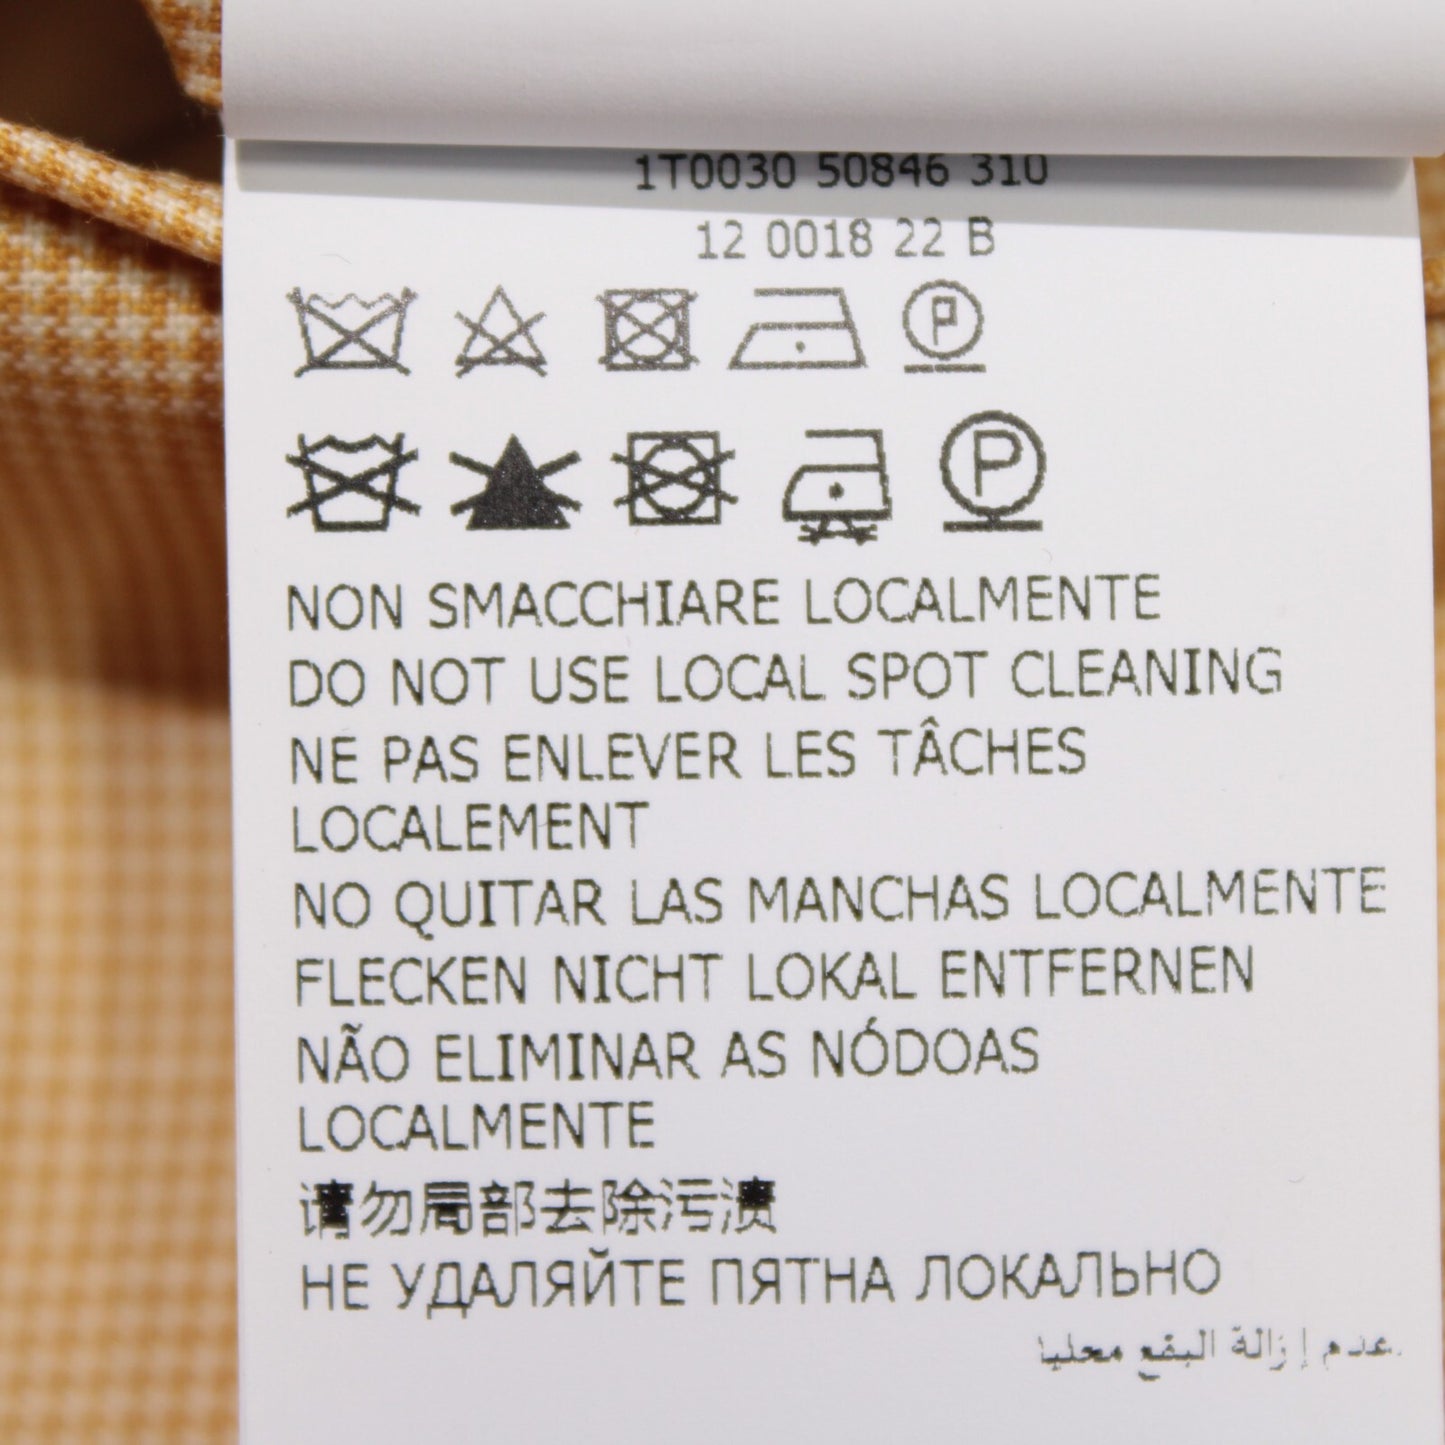 1T0030 50846 310
12 0018 22 B
P
P
NON SMACCHIARE LOCALMENTE
DO NOT USE LOCAL SPOT CLEANING
NE PAS ENLEVER LES TÂCHES
LOCALEMENT
NO QUITAR LAS MANCHAS LOCALMENTE
FLECKEN NICHT LOKAL ENTFERNEN
NÃO ELIMINAR AS NÓDOAS
LOCALMENTE
请勿局部去除污渍
НЕ УДАЛЯЙТЕ ПЯТНА ЛОКАЛЬНО
عدم إزالة البقع محليا.